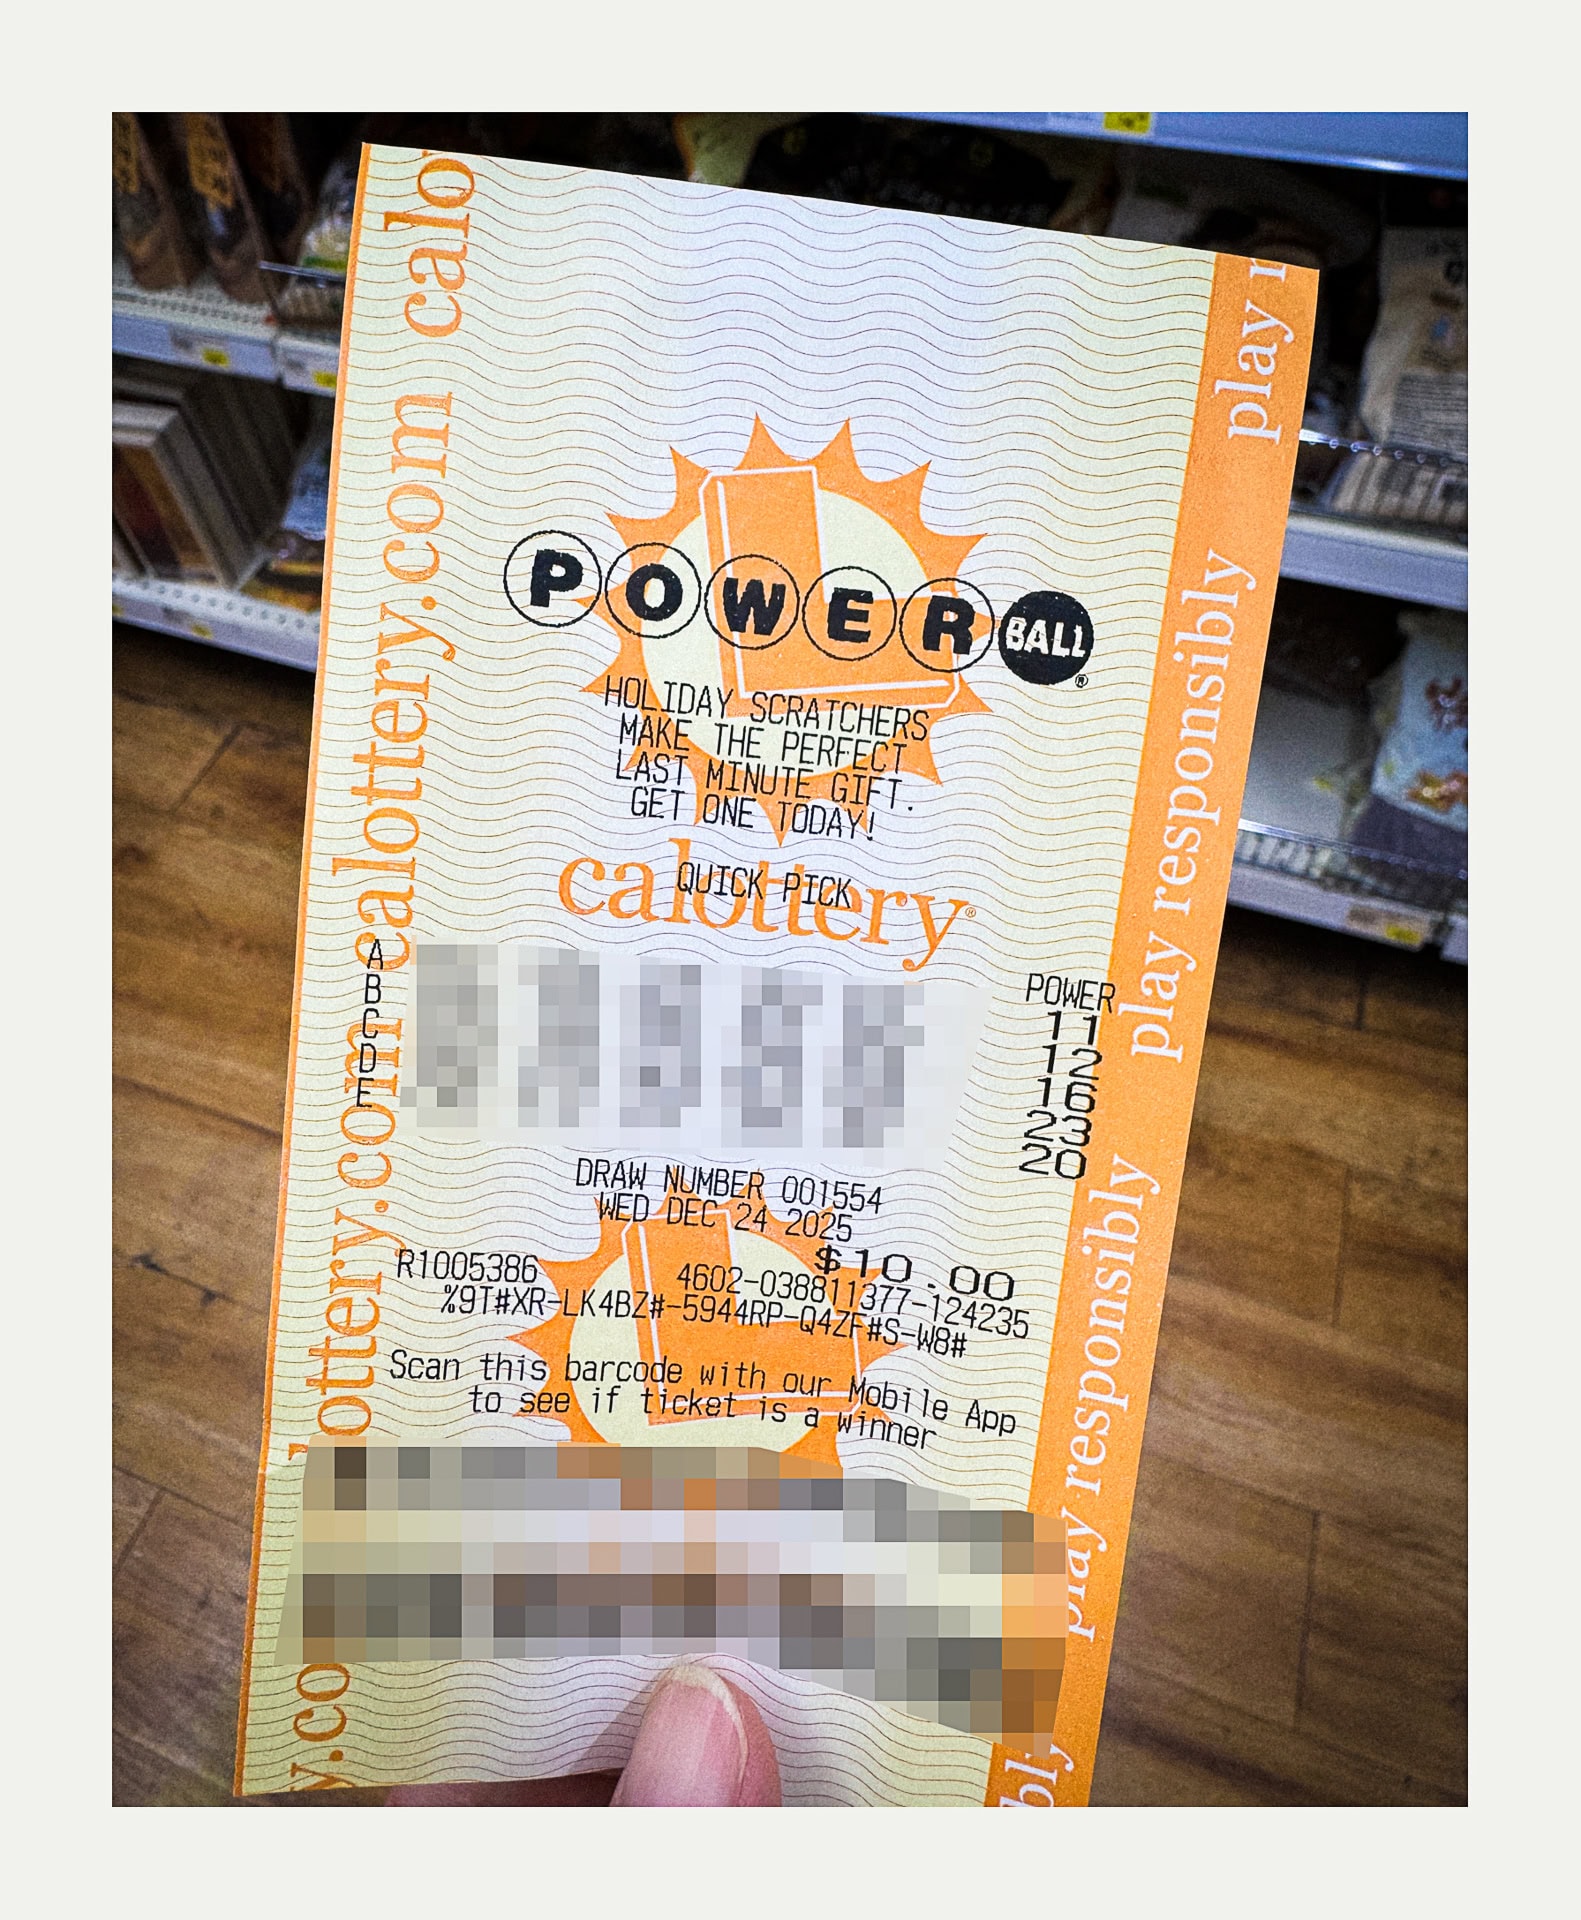 POWERBALL®
HOLIDAY SCRATCHERS
MAKE THE PERFECT
LAST MINUTE GIFT.
GET ONE TODAY!
calottery®
QUICK PICK
POWER
A 11
B 12
C 16
D 23
E 20
DRAW NUMBER 001554
WED DEC 24 2025
$10.00
R1005386 4602-038811377-124235
%9T#XR-LK4BZ#-5944RP-Q4ZF#S-W8#
Scan this barcode with our Mobile App
to see if ticket is a winner
y.com calottery.com calottery.com calo
play responsibly play responsibly play responsibly play r